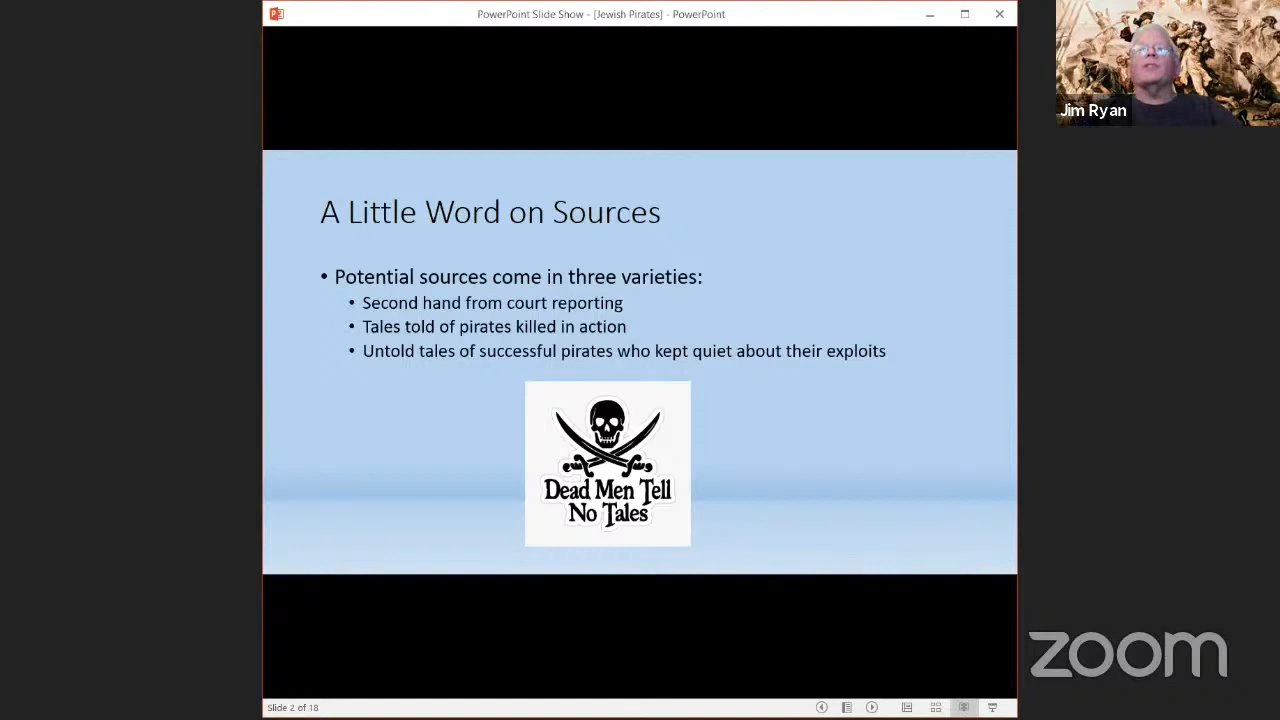 PowerPoint Slide Show - [Jewish Pirates] - PowerPoint
Jim Ryan
A Little Word on Sources
• Potential sources come in three varieties:
• Second hand from court reporting
• Tales told of pirates killed in action
• Untold tales of successful pirates who kept quiet about their exploits
Dead Men Tell
No Tales
zoom
Slide 2 of 18